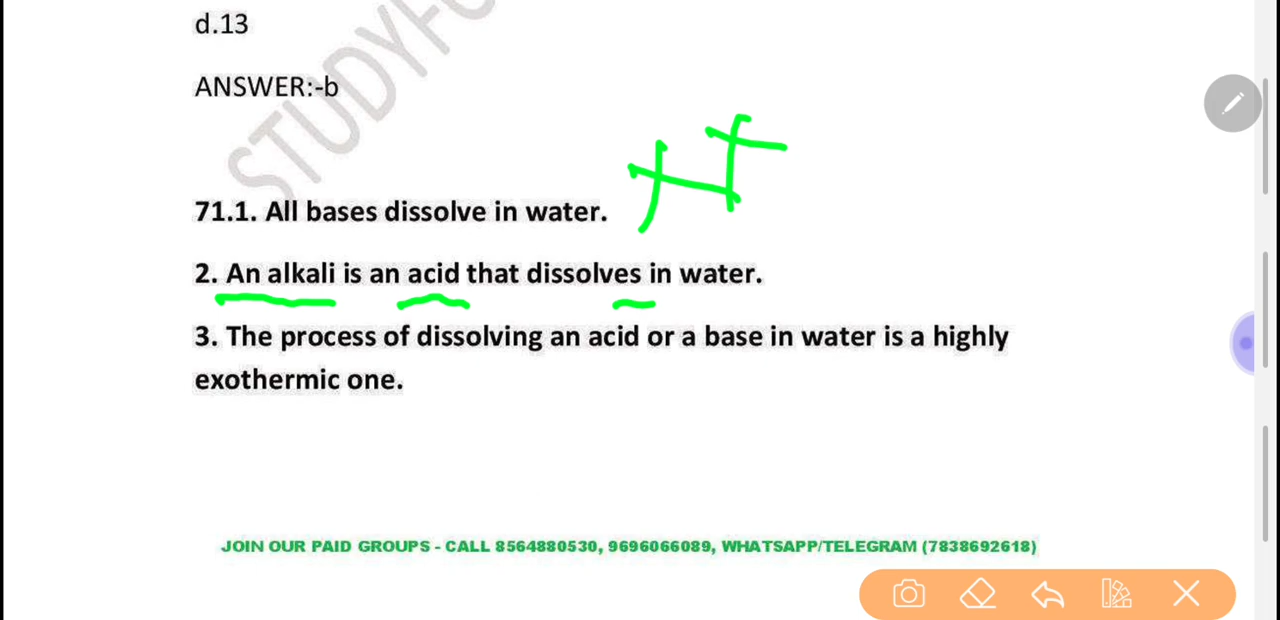 d.13
ANSWER:-b
71.1. All bases dissolve in water.
2. An alkali is an acid that dissolves in water.
3. The process of dissolving an acid or a base in water is a highly
exothermic one.
JOIN OUR PAID GROUPS - CALL 8564880530, 9696066089, WHATSAPP/TELEGRAM (7838692618)